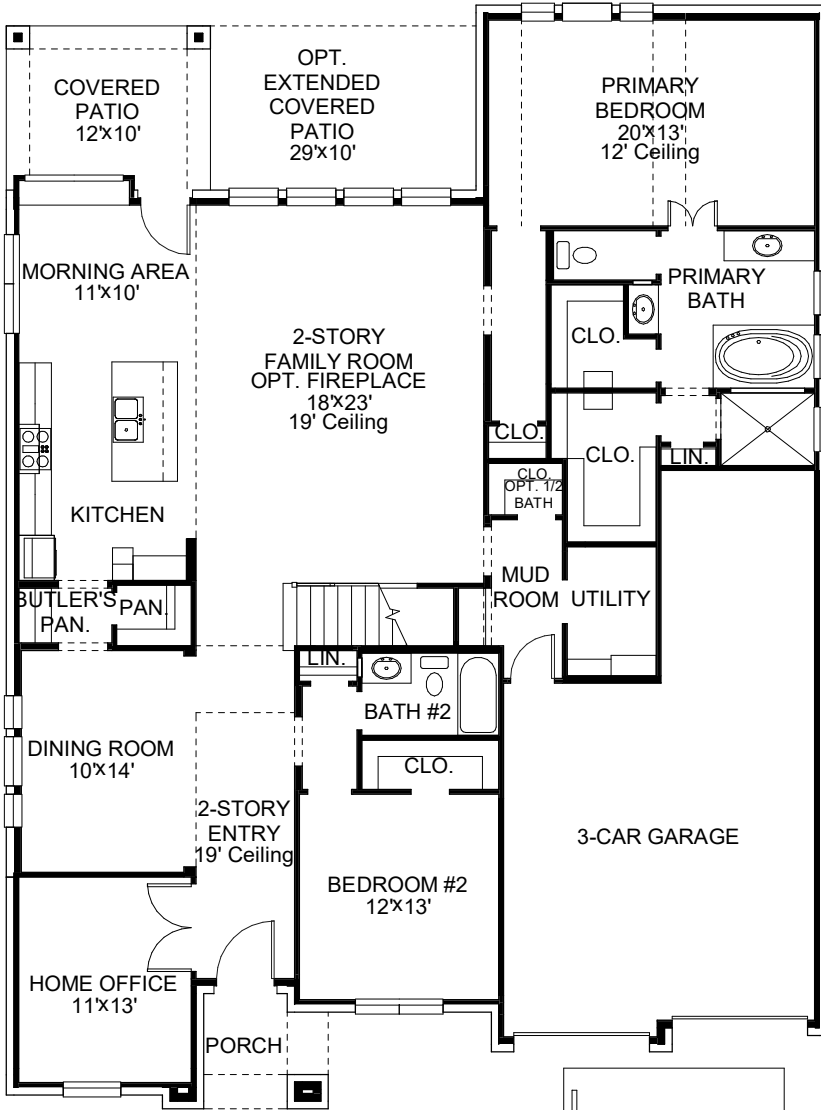 COVERED
PATIO
12'x10'
OPT.
EXTENDED
COVERED
PATIO
29'x10'
PRIMARY
BEDROOM
20'x13'
12' Ceiling
MORNING AREA
11'x10'
PRIMARY
BATH
2-STORY
FAMILY ROOM
OPT. FIREPLACE
18'x23'
19' Ceiling
CLO.
CLO.
CLO.
LIN.
CLO.
OPT. 1/2
BATH
KITCHEN
MUD
ROOM
UTILITY
BUTLER'S
PAN.
PAN.
LIN.
BATH #2
DINING ROOM
10'x14'
CLO.
2-STORY
ENTRY
19' Ceiling
3-CAR GARAGE
BEDROOM #2
12'x13'
HOME OFFICE
11'x13'
PORCH